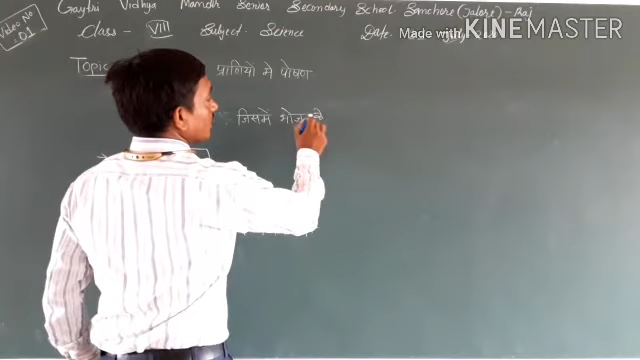 Video No
01
Gaytri Vidhya Mandir Senior Secondary School Sanchore (Jalore) - Raj
Class - VIII Subject - Science Date
Made with KINEMASTER
Topic प्राणियों मे पोषण
जिसमें भोज